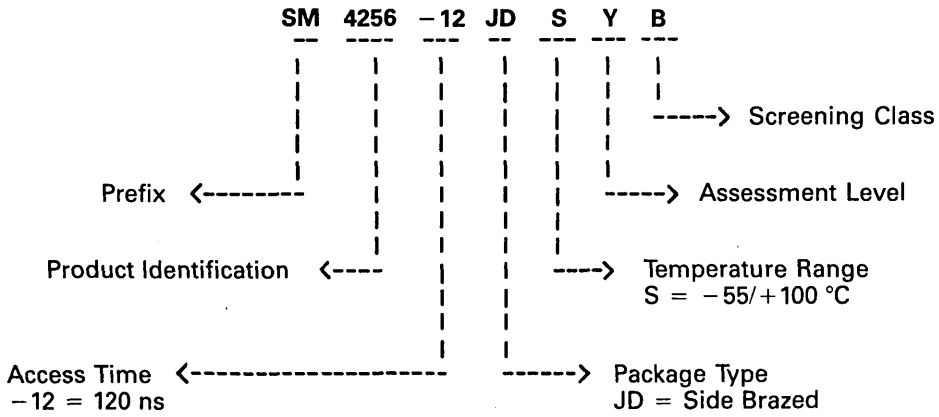 SM 4256 -12 JD S Y B
Screening Class
Prefix
Assessment Level
Product Identification
Temperature Range
S = -55/+100 °C
Access Time
-12 = 120 ns
Package Type
JD = Side Brazed